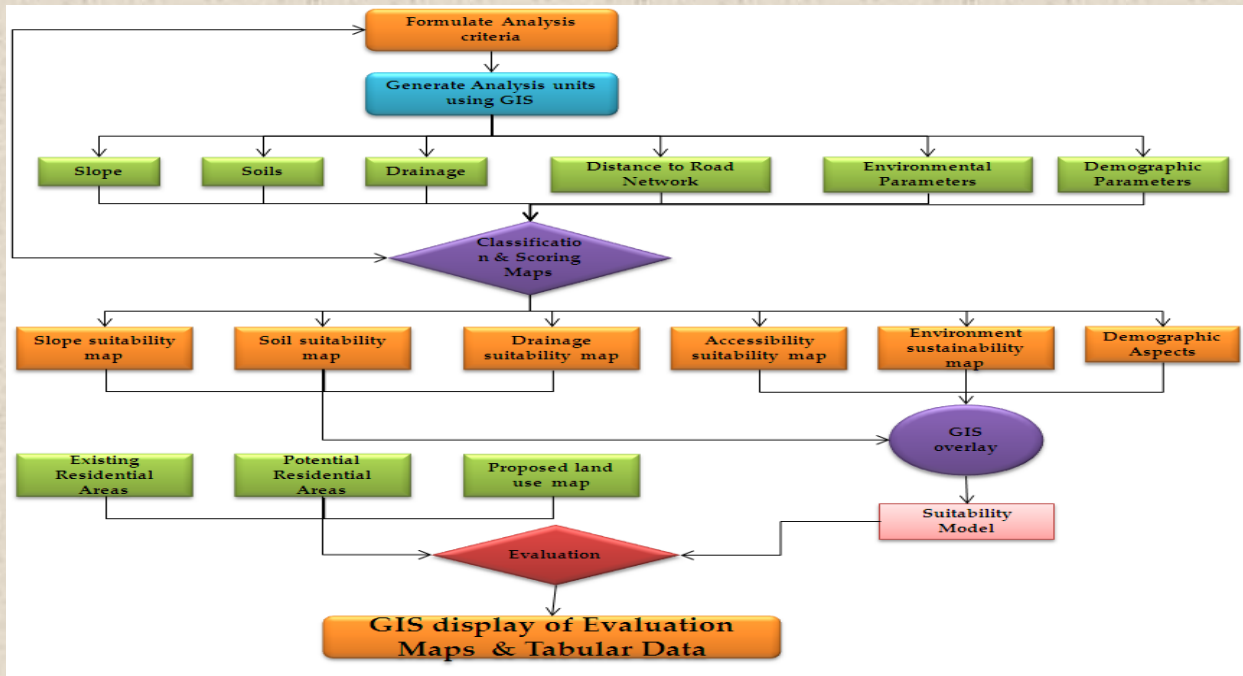 Formulate Analysis
criteria
Generate Analysis units
using GIS
Slope
Soils
Drainage
Distance to Road
Network
Environmental
Parameters
Demographic
Parameters
Classificatio
n & Scoring
Maps
Slope suitability
map
Soil suitability
map
Drainage
suitability map
Accessibility
suitability map
Environment
sustainability
map
Demographic
Aspects
GIS
overlay
Existing
Residential
Areas
Potential
Residential
Areas
Proposed land
use map
Suitability
Model
Evaluation
GIS display of Evaluation
Maps & Tabular Data